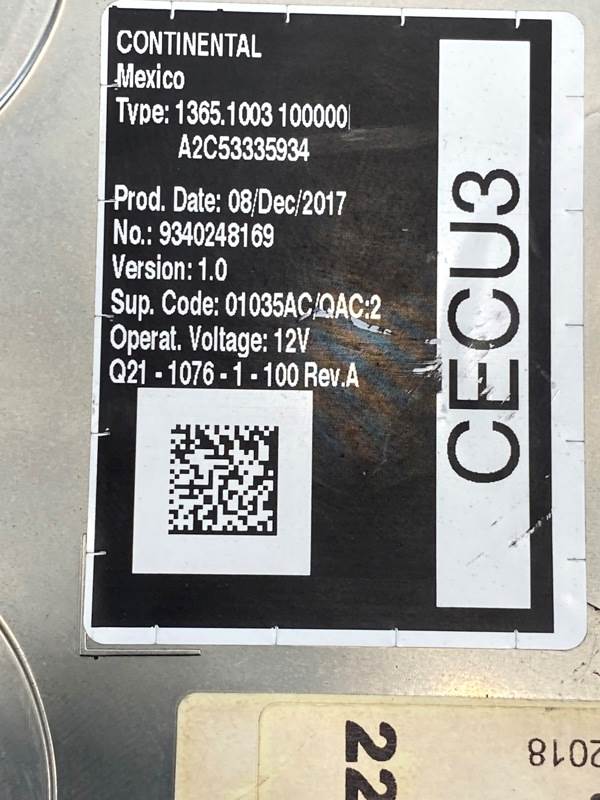 CONTINENTAL
Mexico
Type: 1365.1003 100000
A2C53335934
Prod. Date: 08/Dec/2017
No.: 9340248169
Version: 1.0
Sup. Code: 01035AC/QAC:2
Operat. Voltage: 12V
Q21 - 1076 - 1 - 100 Rev.A
CECU3
22
2018